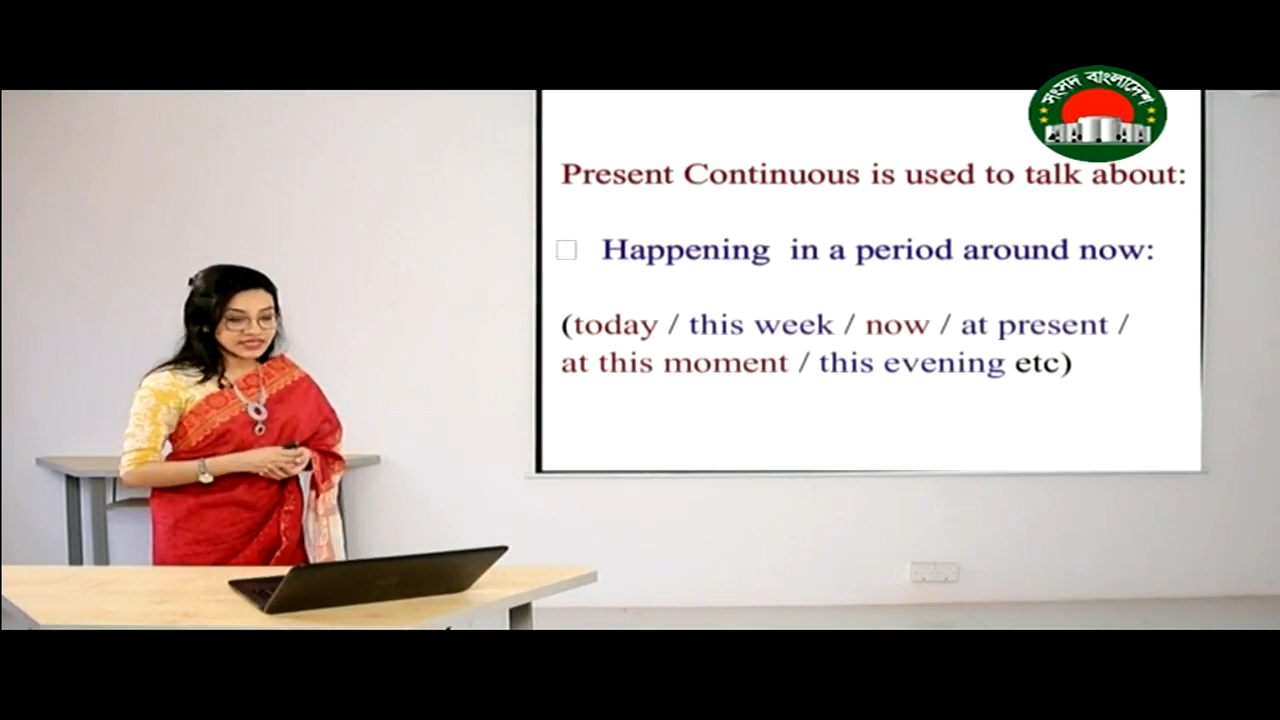 সংসদ বাংলাদেশ
Present Continuous is used to talk about:
Happening in a period around now:
(today / this week / now / at present /
at this moment / this evening etc)